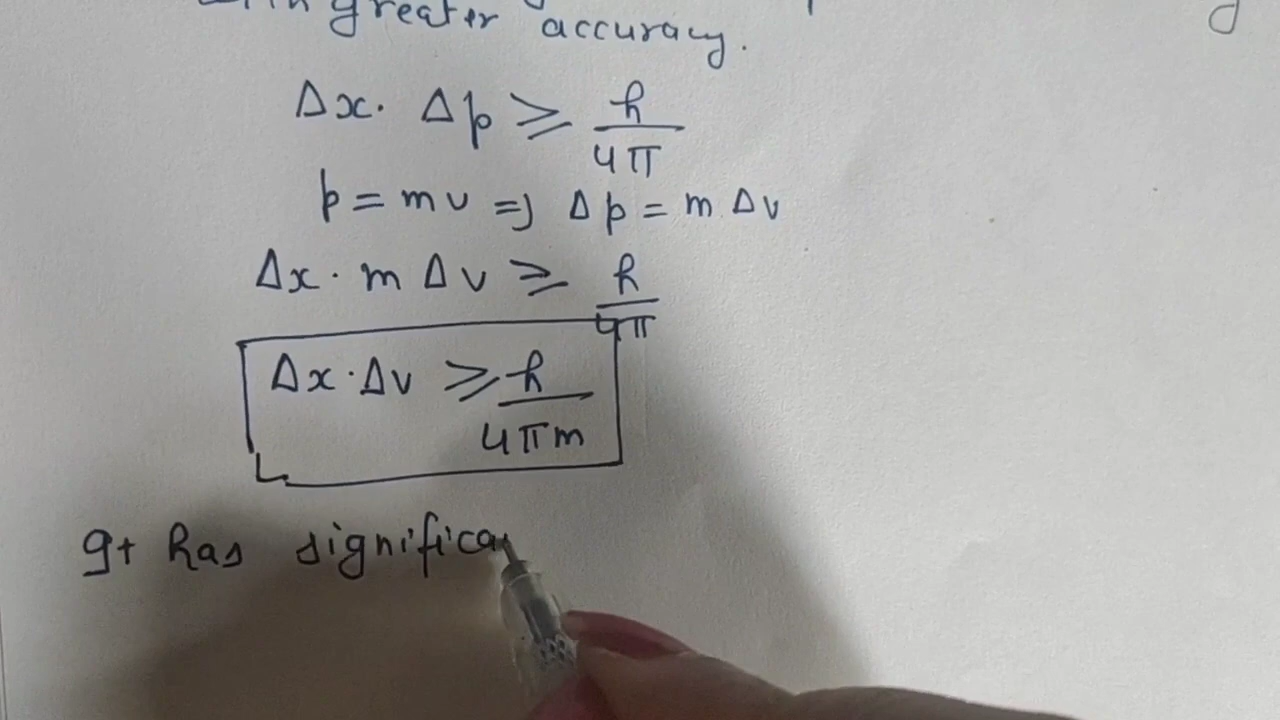 greater accuracy.
Δx. Δp ≥ h/4π
p = mv => Δp = m Δv
Δx · m Δv ≥ h/4π
Δx · Δv ≥ h/4πm
It has significa